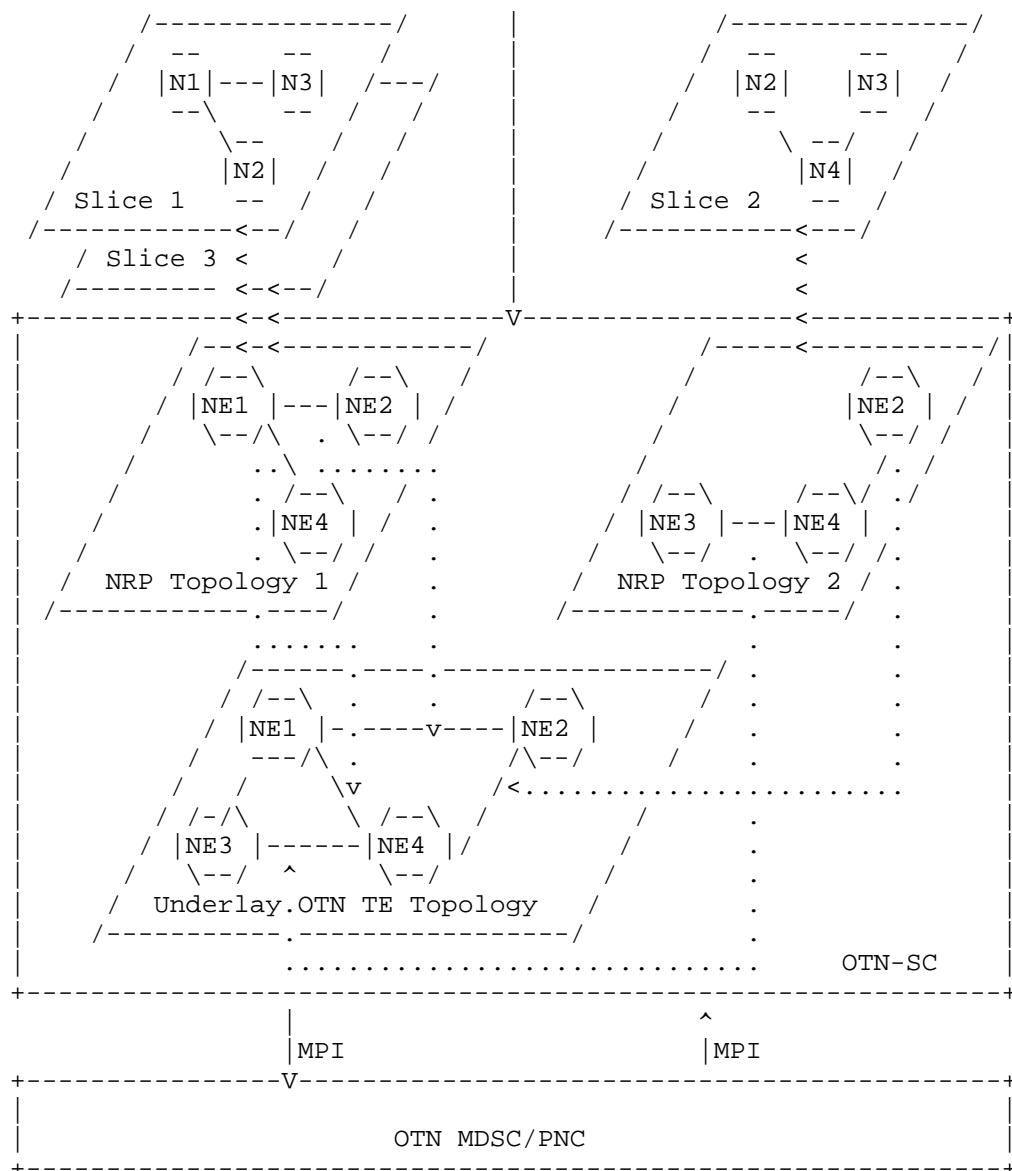 N1 N3 N2 N3
N2 N4
Slice 1 Slice 2
Slice 3
V
NE1 NE2 NE2
NE4 NE3 NE4
NRP Topology 1 NRP Topology 2
NE1 v NE2
v
NE3 NE4
Underlay OTN TE Topology
OTN-SC
MPI MPI
V
OTN MDSC/PNC